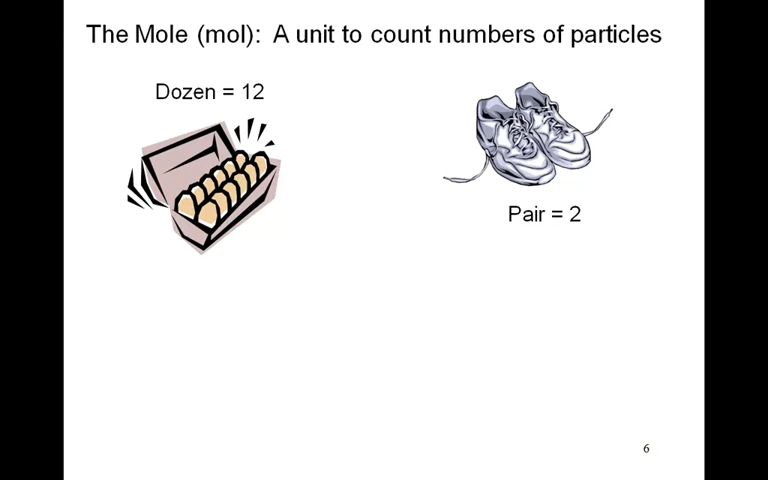 The Mole (mol): A unit to count numbers of particles
Dozen = 12
Pair = 2
6